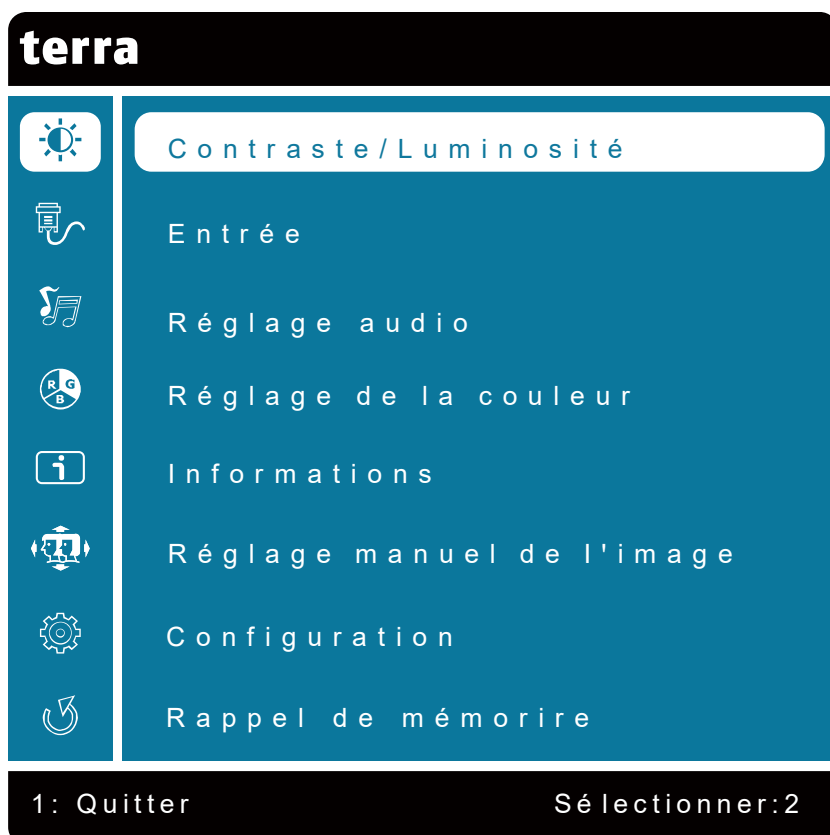 terra
Contraste/Luminosité
Entrée
Réglage audio
R G
B
Réglage de la couleur
i
Informations
Réglage manuel de l'image
Configuration
Rappel de mémorire
1: Quitter Sélectionner:2